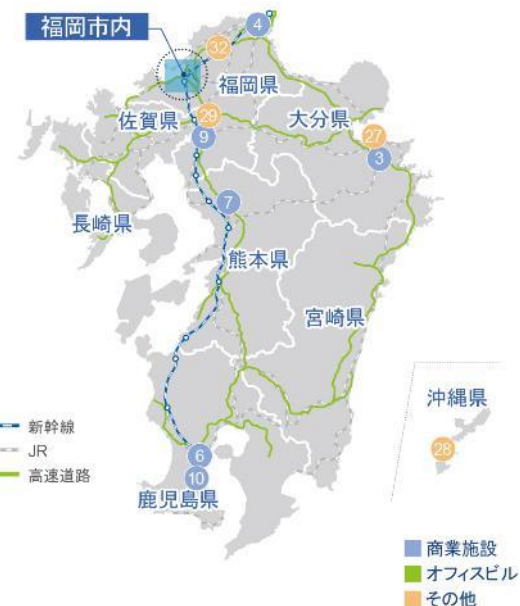 福岡市内
4
32
福岡県
佐賀県
29
大分県
27
9
3
長崎県
7
熊本県
宮崎県
沖縄県
28
新幹線
JR
高速道路
6
10
鹿児島県
商業施設
オフィスビル
その他